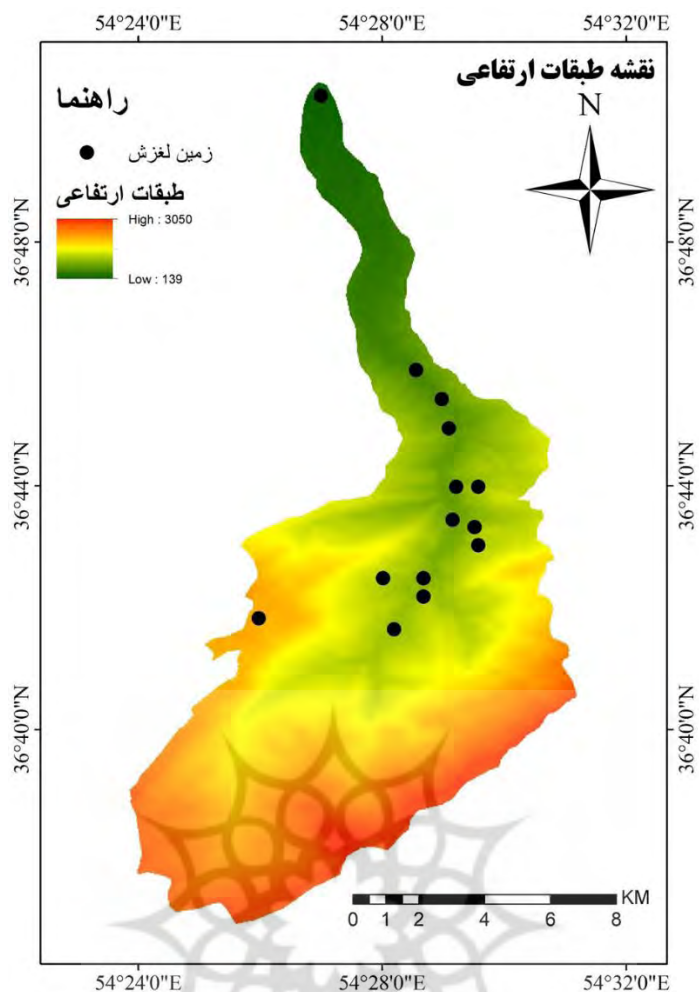 54°24'0"E 54°28'0"E 54°32'0"E
نقشه طبقات ارتفاعی
راهنما
N
زمین لغزش
طبقات ارتفاعی
High : 3050
Low : 139
36°48'0"N 36°48'0"N
36°44'0"N 36°44'0"N
36°40'0"N 36°40'0"N
KM
0 1 2 4 6 8
54°24'0"E 54°28'0"E 54°32'0"E